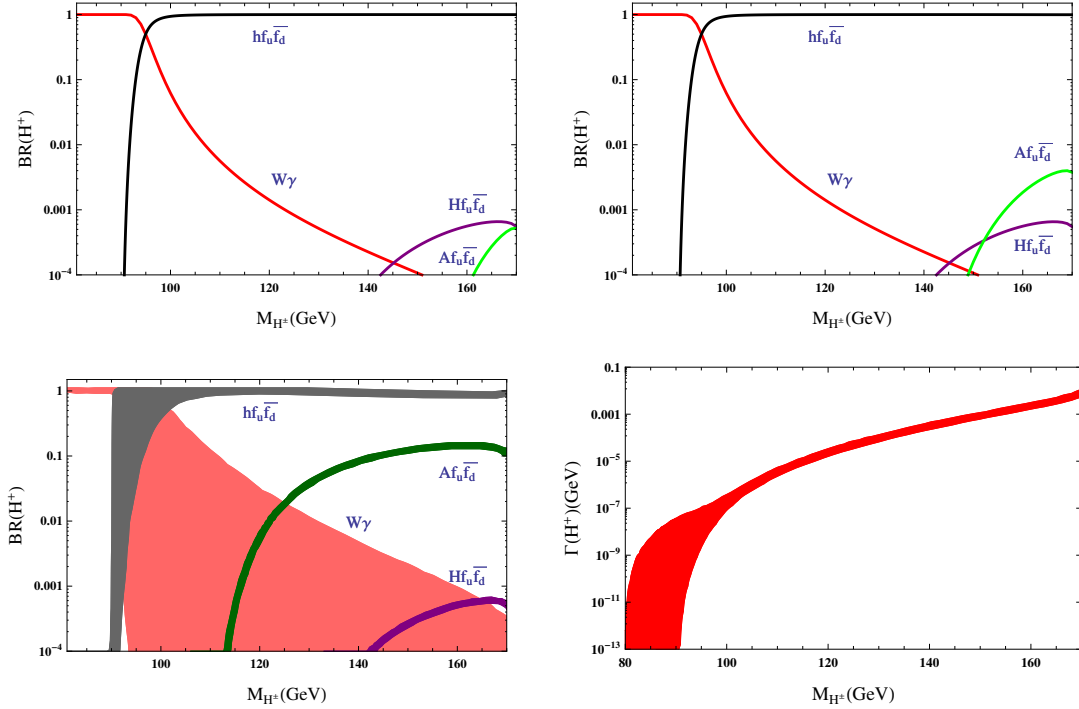 1
0.1
0.01
0.001
10⁻⁴
BR(H⁺)
hf_u f̅_d
Wγ
Hf_u f̅_d
Af_u f̅_d
100 120 140 160
M_H±(GeV)
1
0.1
0.01
0.001
10⁻⁴
BR(H⁺)
hf_u f̅_d
Af_u f̅_d
Wγ
Hf_u f̅_d
100 120 140 160
M_H±(GeV)
1
0.1
0.01
0.001
10⁻⁴
BR(H⁺)
hf_u f̅_d
Af_u f̅_d
Wγ
Hf_u f̅_d
100 120 140 160
M_H±(GeV)
0.1
0.001
10⁻⁵
10⁻⁷
10⁻⁹
10⁻¹¹
10⁻¹³
Γ(H⁺)(GeV)
80 100 120 140 160
M_H±(GeV)